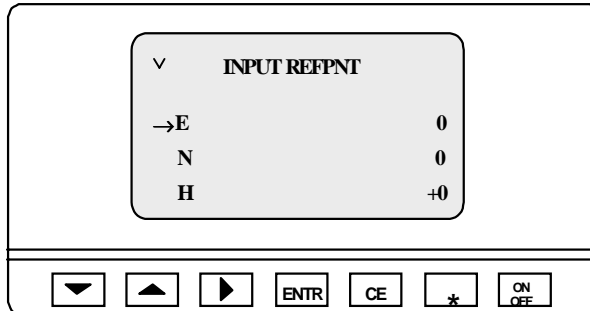 INPUT REFPNT
→E 0
N 0
H +0
ENTR CE * ON
OFF